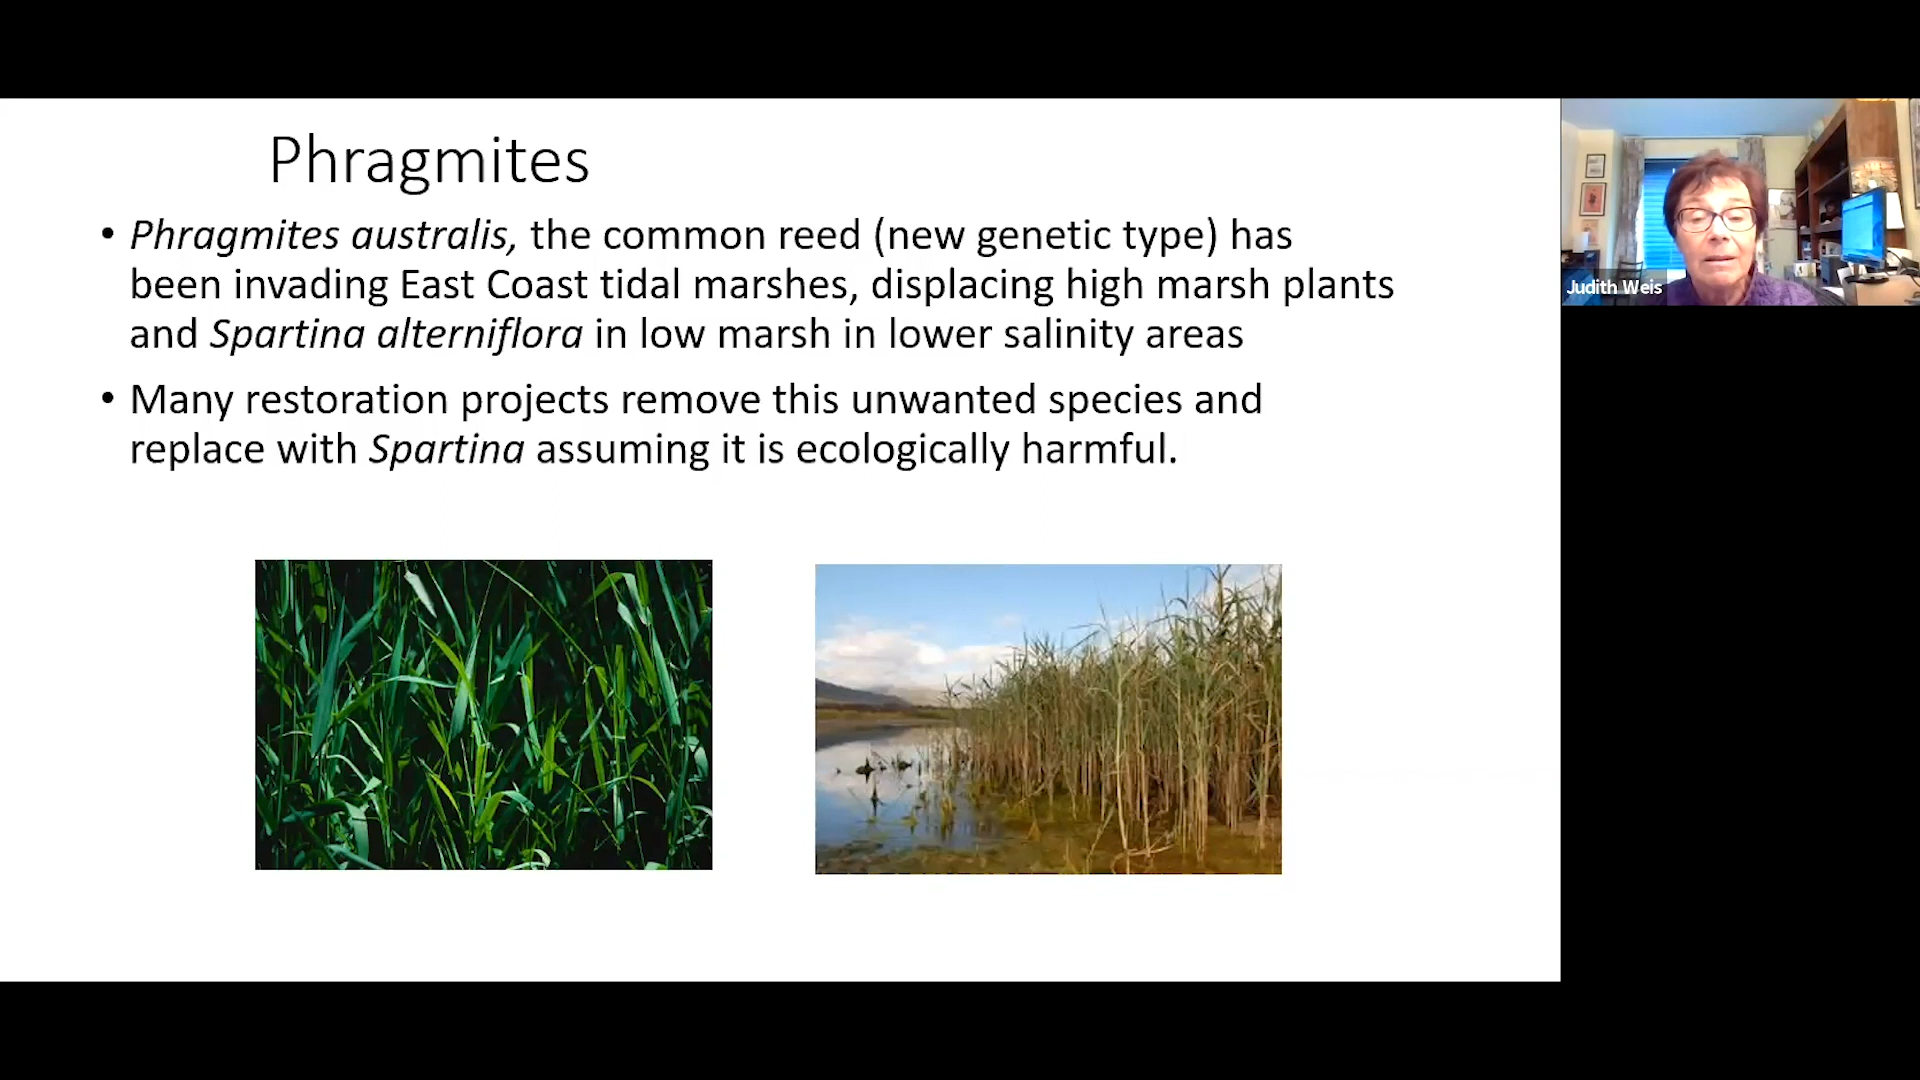 Phragmites
• Phragmites australis, the common reed (new genetic type) has
been invading East Coast tidal marshes, displacing high marsh plants
and Spartina alterniflora in low marsh in lower salinity areas
• Many restoration projects remove this unwanted species and
replace with Spartina assuming it is ecologically harmful.
Judith Weis